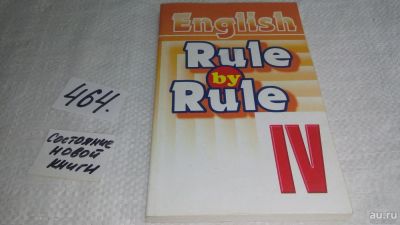 English
Rule
by
Rule
IV
464.
Состояние
новой
книги
au.ru